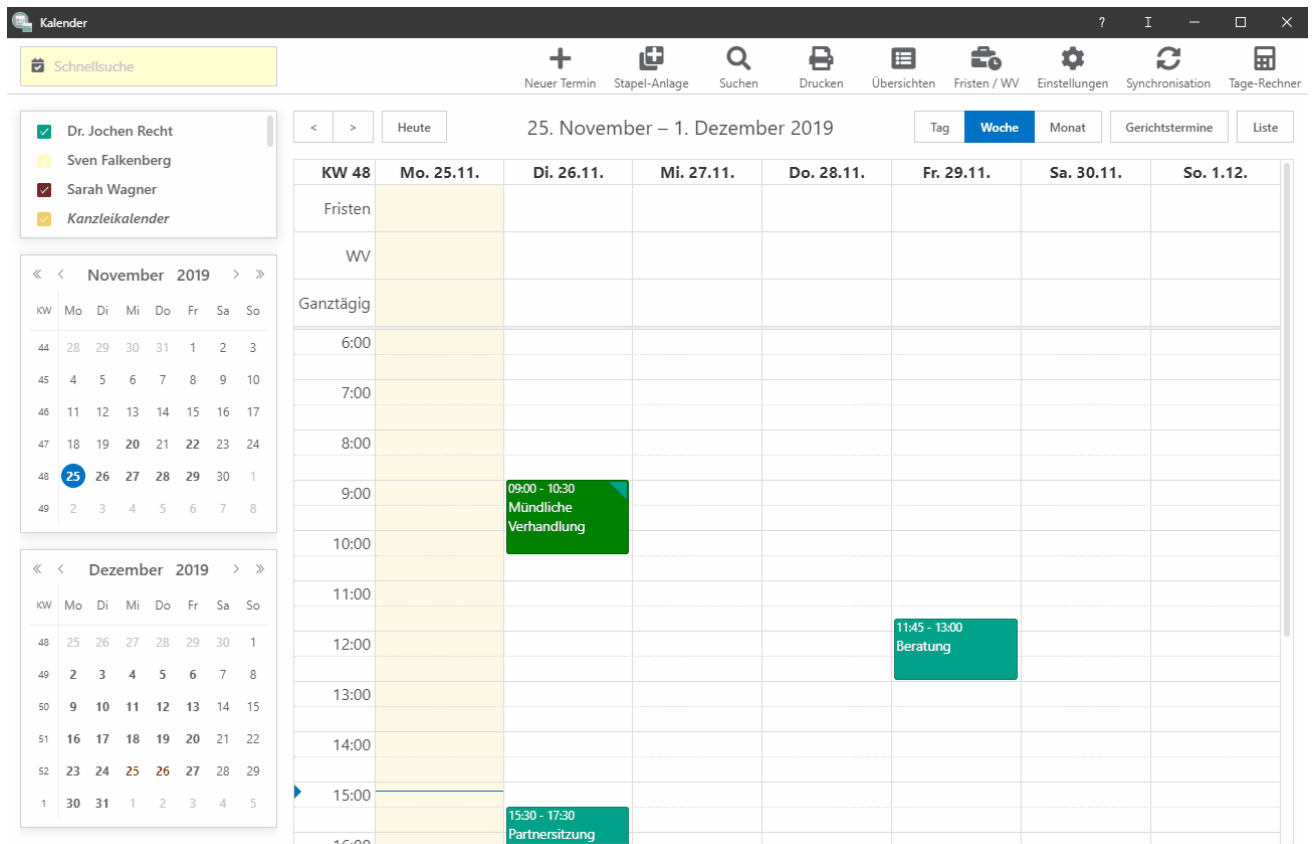 Kalender
?
Schnellsuche
Neuer Termin Stapel-Anlage Suchen Drucken Übersichten Fristen / WV Einstellungen Synchronisation Tage-Rechner
Dr. Jochen Recht
Sven Falkenberg
Sarah Wagner
Kanzleikalender
« < November 2019 > »
KW Mo Di Mi Do Fr Sa So
44 28 29 30 31 1 2 3
45 4 5 6 7 8 9 10
46 11 12 13 14 15 16 17
47 18 19 20 21 22 23 24
48 25 26 27 28 29 30 1
49 2 3 4 5 6 7 8
« < Dezember 2019 > »
KW Mo Di Mi Do Fr Sa So
48 25 26 27 28 29 30 1
49 2 3 4 5 6 7 8
50 9 10 11 12 13 14 15
51 16 17 18 19 20 21 22
52 23 24 25 26 27 28 29
1 30 31 1 2 3 4 5
< > Heute 25. November – 1. Dezember 2019 Tag Woche Monat Gerichtstermine Liste
KW 48 Mo. 25.11. Di. 26.11. Mi. 27.11. Do. 28.11. Fr. 29.11. Sa. 30.11. So. 1.12.
Fristen
WV
Ganztägig
6:00
7:00
8:00
9:00
09:00 - 10:30
Mündliche
Verhandlung
10:00
11:00
11:45 - 13:00
Beratung
12:00
13:00
14:00
15:00
15:30 - 17:30
Partnersitzung
16:00